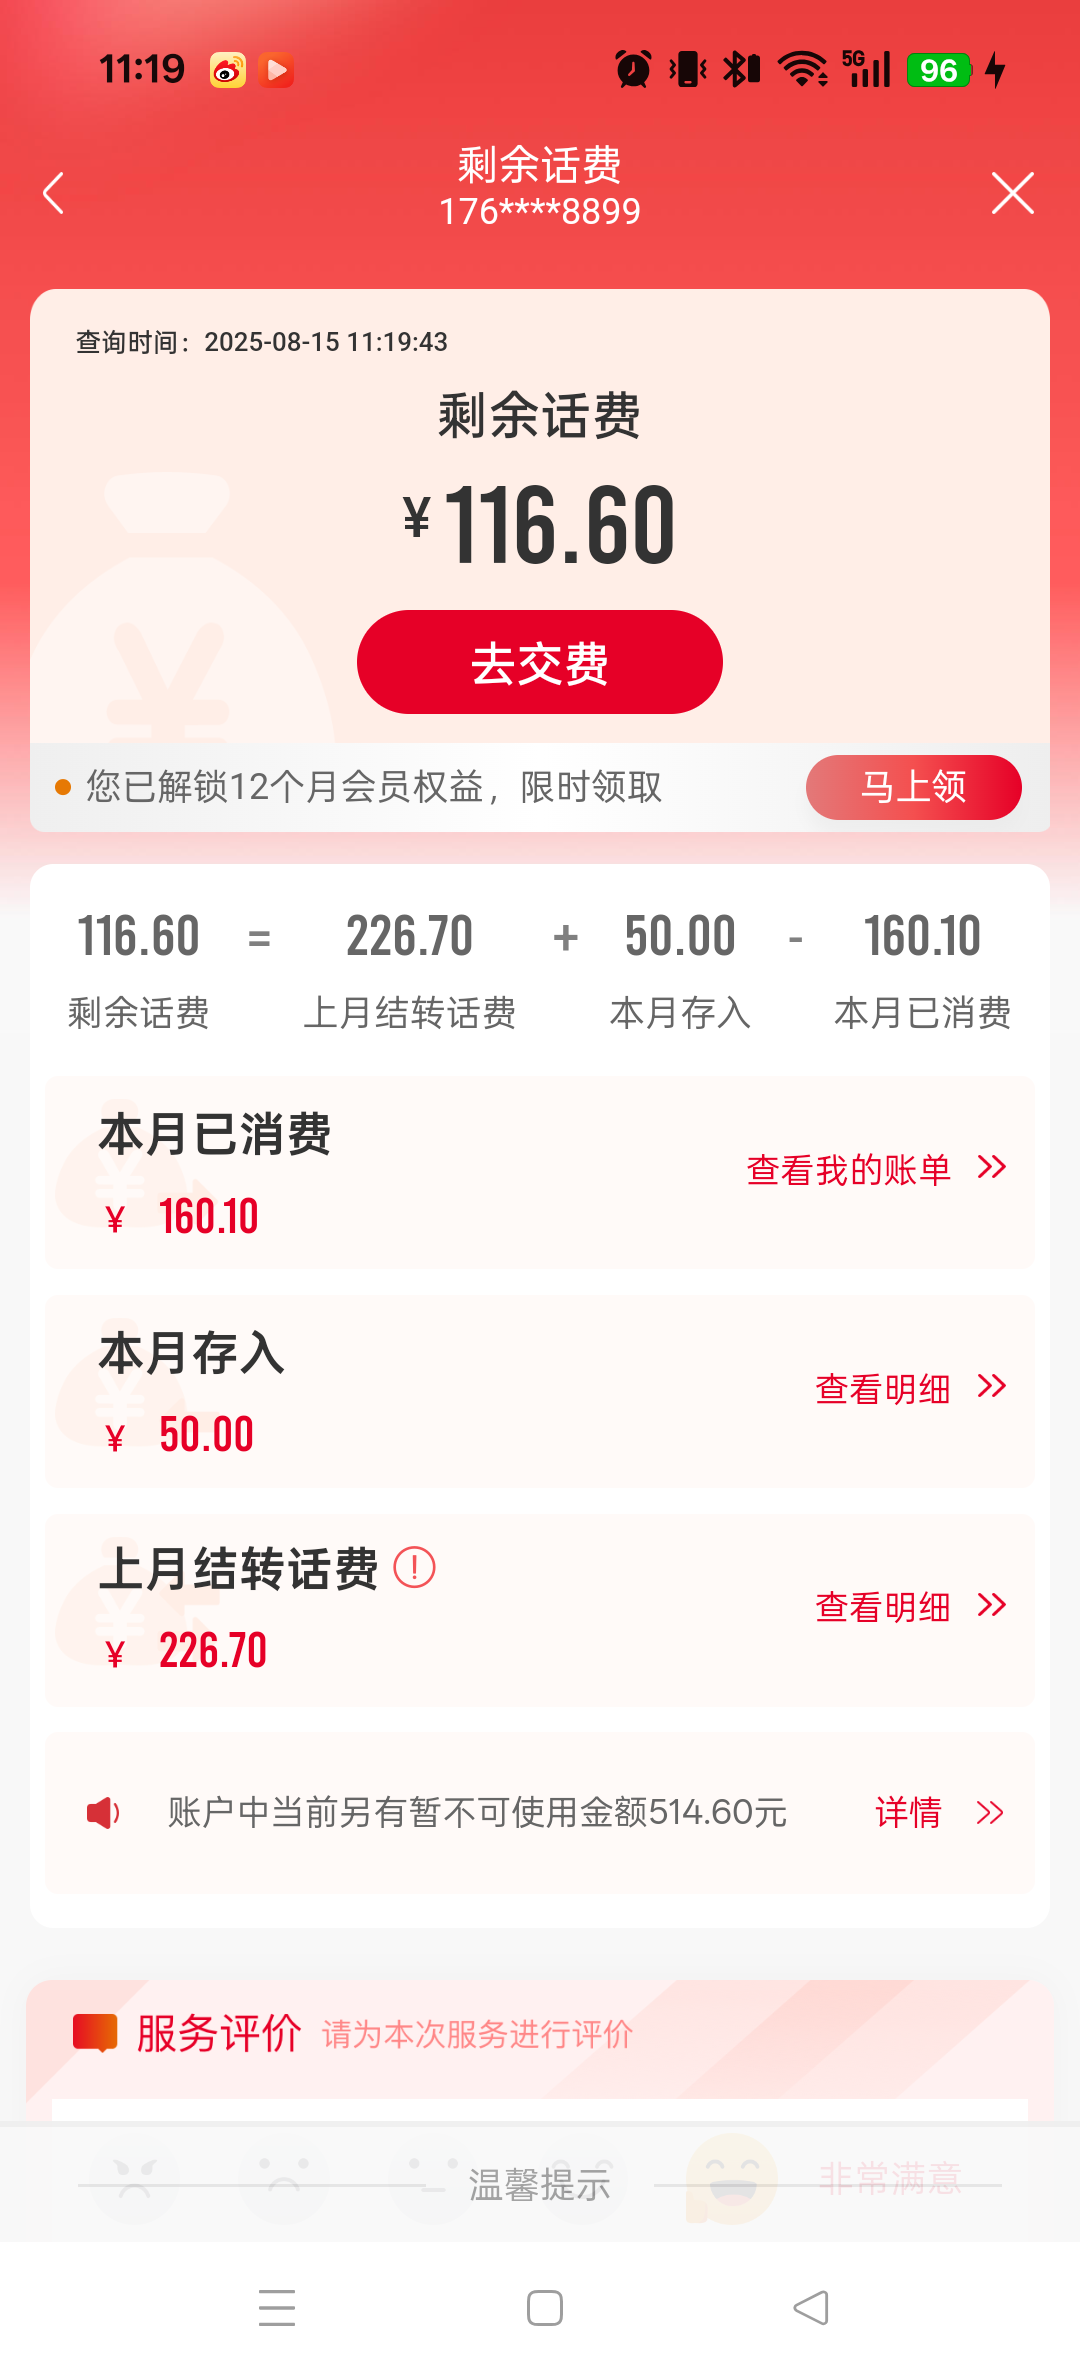 11:19
5G
96
剩余话费
176****8899
查询时间：2025-08-15 11:19:43
剩余话费
¥116.60
去交费
您已解锁12个月会员权益，限时领取
马上领
116.60 = 226.70 + 50.00 - 160.10
剩余话费 上月结转话费 本月存入 本月已消费
本月已消费
¥ 160.10
查看我的账单
本月存入
¥ 50.00
查看明细
上月结转话费
¥ 226.70
查看明细
账户中当前另有暂不可使用金额514.60元
详情
服务评价 请为本次服务进行评价
温馨提示
非常满意